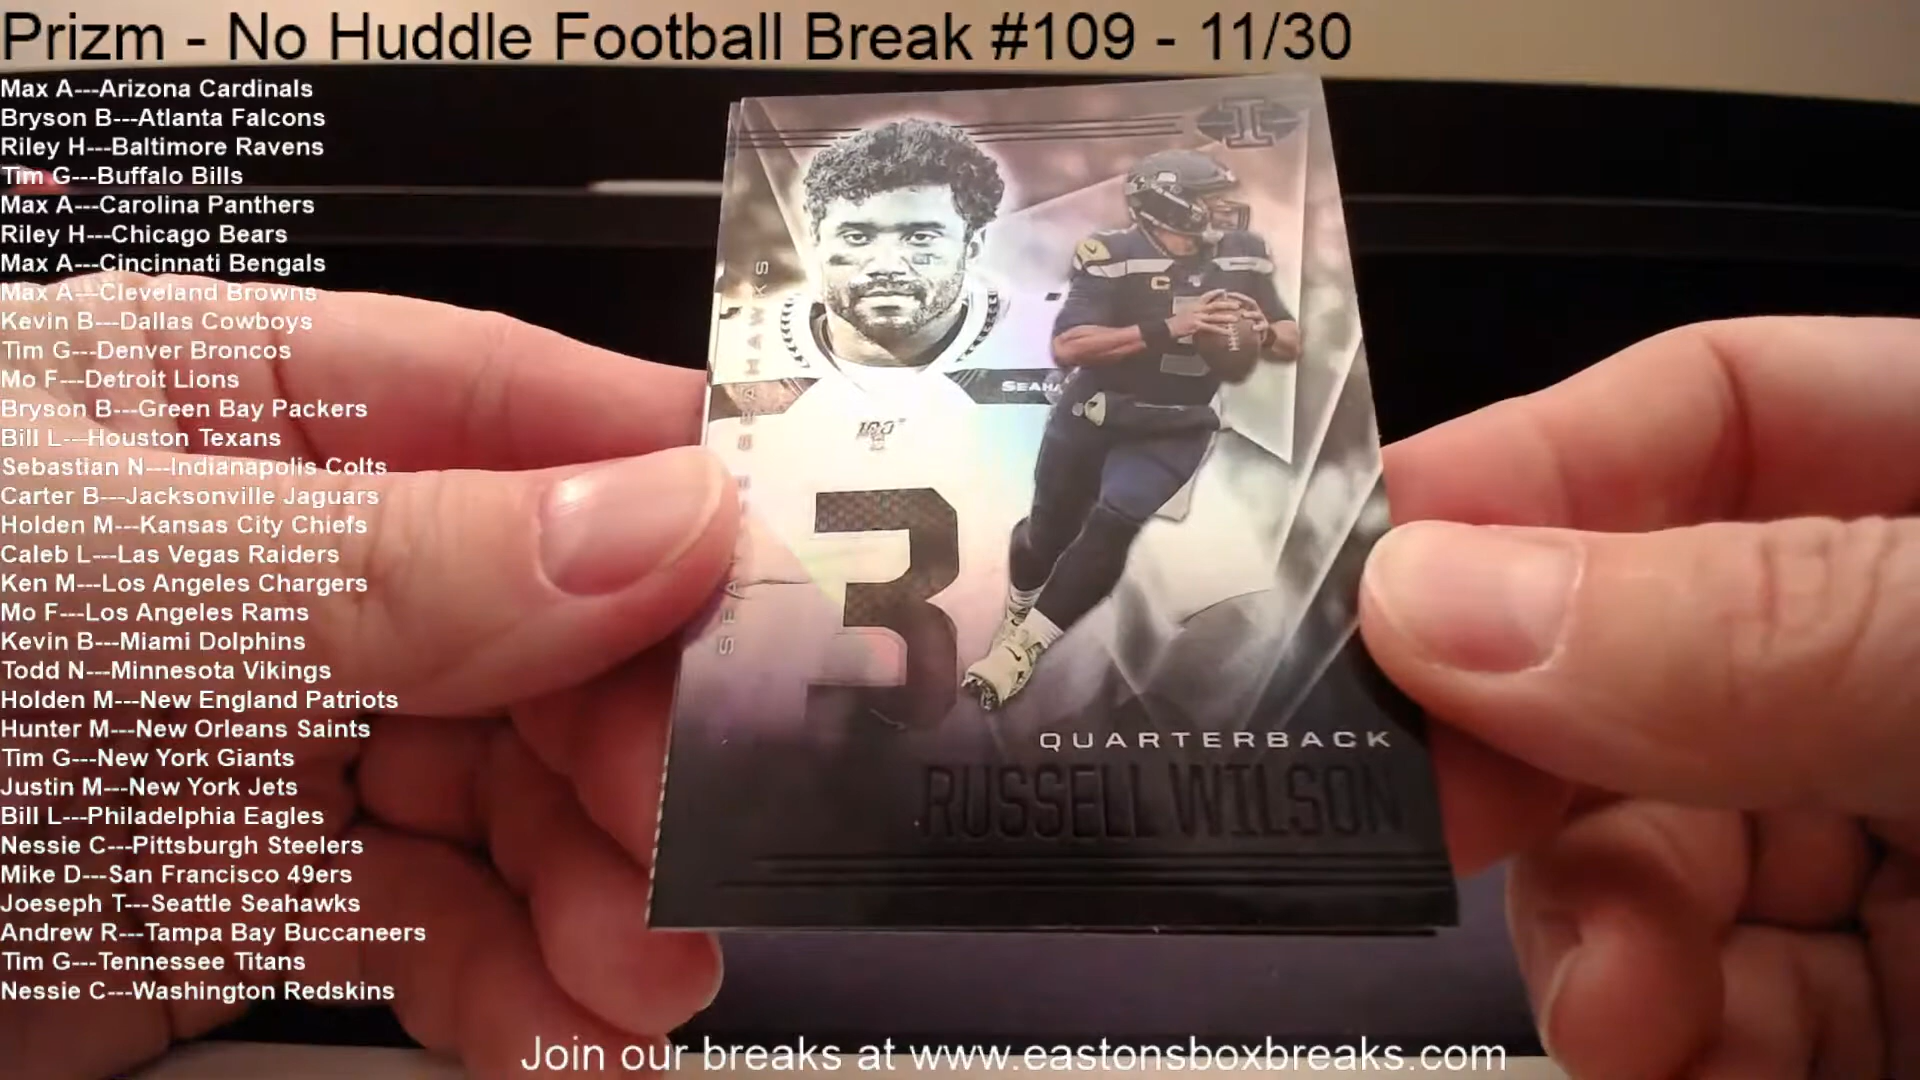 Prizm - No Huddle Football Break #109 - 11/30
Max A---Arizona Cardinals
Bryson B---Atlanta Falcons
Riley H---Baltimore Ravens
Tim G---Buffalo Bills
Max A---Carolina Panthers
Riley H---Chicago Bears
Max A---Cincinnati Bengals
Max A---Cleveland Browns
Kevin B---Dallas Cowboys
Tim G---Denver Broncos
Mo F---Detroit Lions
Bryson B---Green Bay Packers
Bill L---Houston Texans
Sebastian N---Indianapolis Colts
Carter B---Jacksonville Jaguars
Holden M---Kansas City Chiefs
Caleb L---Las Vegas Raiders
Ken M---Los Angeles Chargers
Mo F---Los Angeles Rams
Kevin B---Miami Dolphins
Todd N---Minnesota Vikings
Holden M---New England Patriots
Hunter M---New Orleans Saints
Tim G---New York Giants
Justin M---New York Jets
Bill L---Philadelphia Eagles
Nessie C---Pittsburgh Steelers
Mike D---San Francisco 49ers
Joeseph T---Seattle Seahawks
Andrew R---Tampa Bay Buccaneers
Tim G---Tennessee Titans
Nessie C---Washington Redskins
SEATTLE SEAHAWKS
SEAHA
100
3
C
3
QUARTERBACK
RUSSELL WILSON
Join our breaks at www.eastonsboxbreaks.com